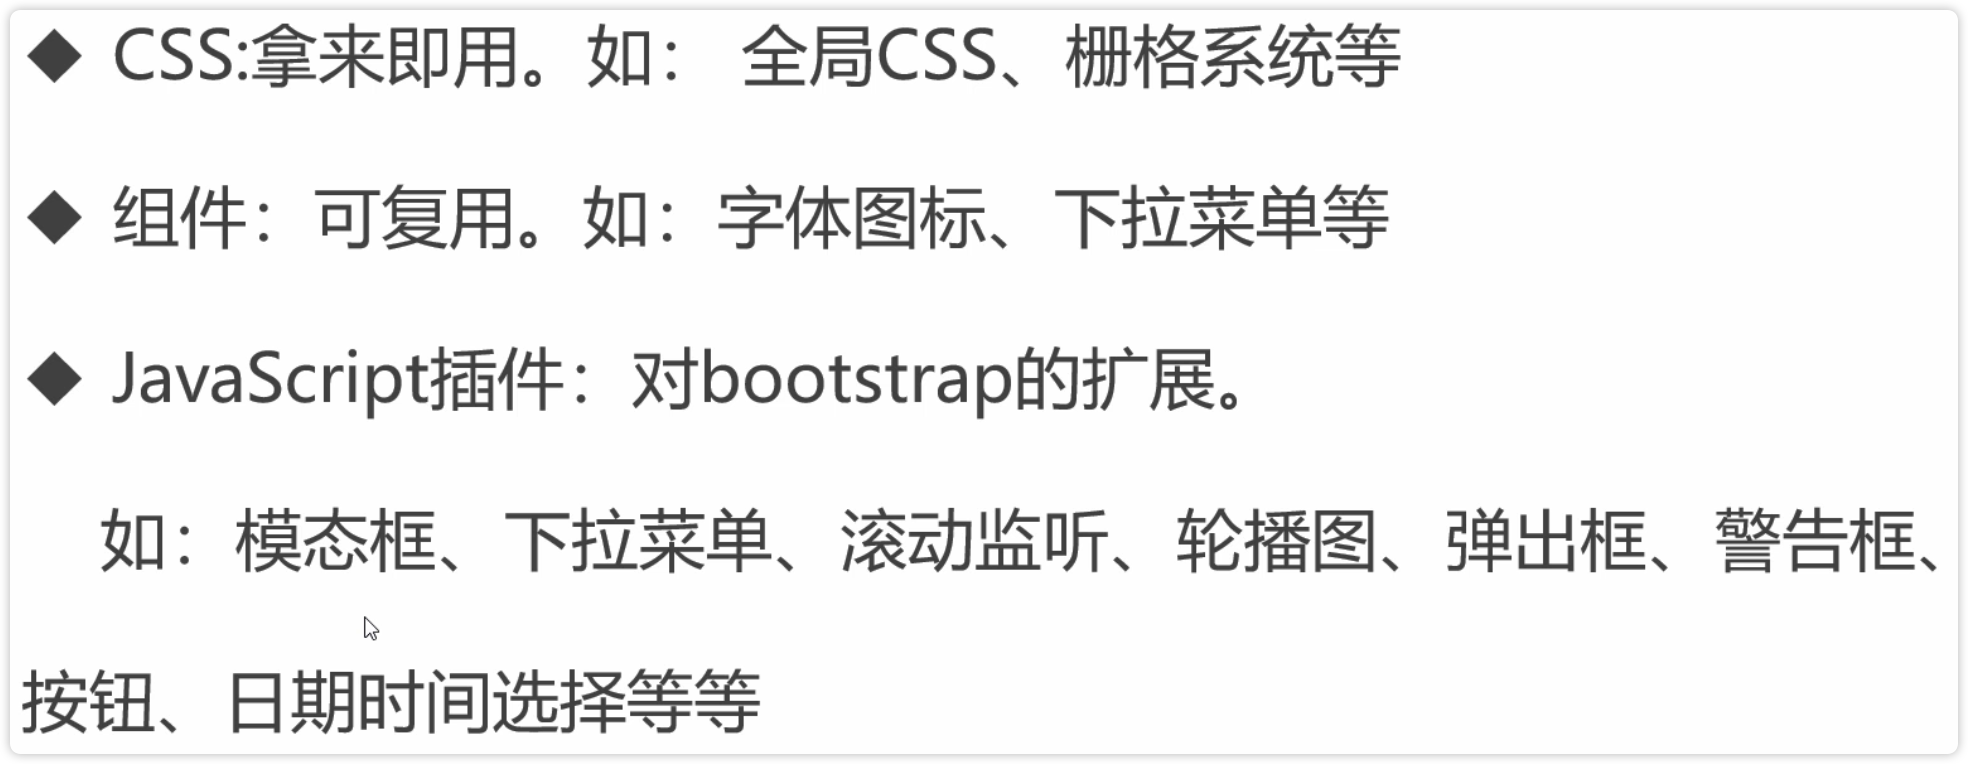 ◆ CSS:拿来即用。如： 全局CSS、栅格系统等
◆ 组件：可复用。如：字体图标、下拉菜单等
◆ JavaScript插件：对bootstrap的扩展。
如：模态框、下拉菜单、滚动监听、轮播图、弹出框、警告框、
按钮、日期时间选择等等